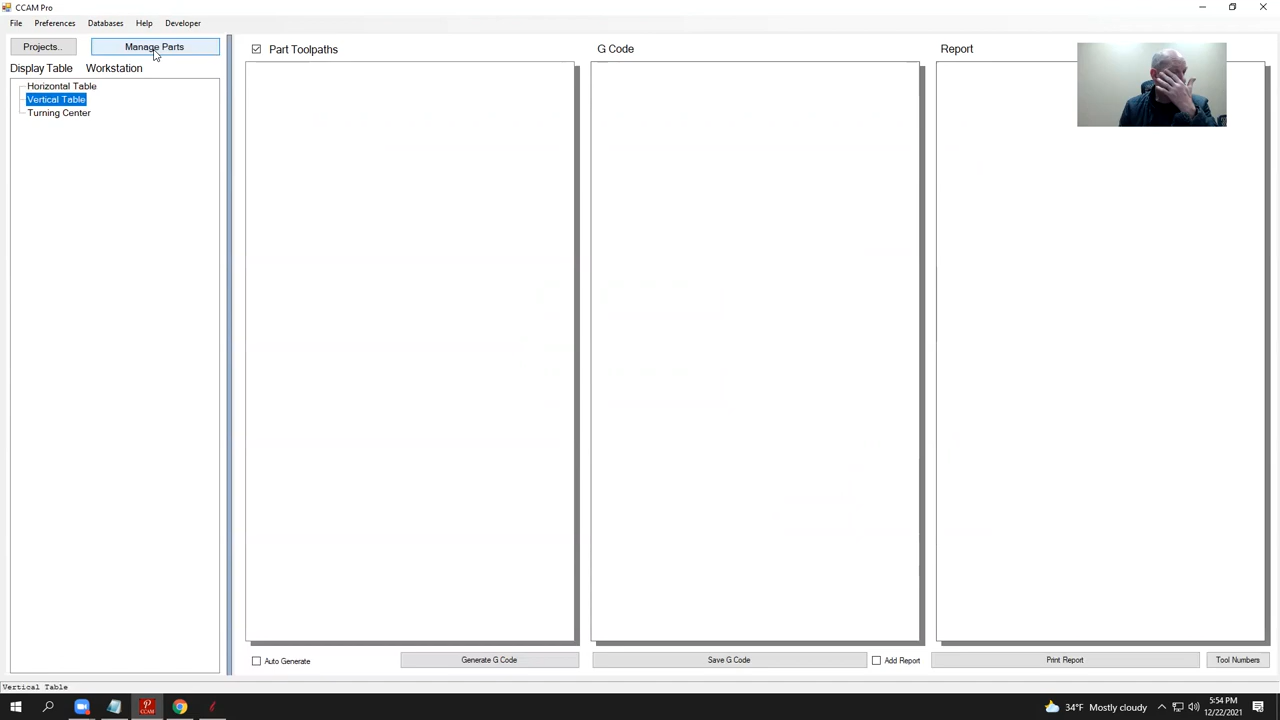 CCAM Pro
File Preferences Databases Help Developer
Projects.. Manage Parts
Display Table Workstation
Horizontal Table
Vertical Table
Turning Center
Part Toolpaths
G Code
Report
Auto Generate
Generate G Code
Save G Code
Add Report
Print Report
Tool Numbers
Vertical Table
P
CCAM
34°F Mostly cloudy
5:54 PM
12/22/2021